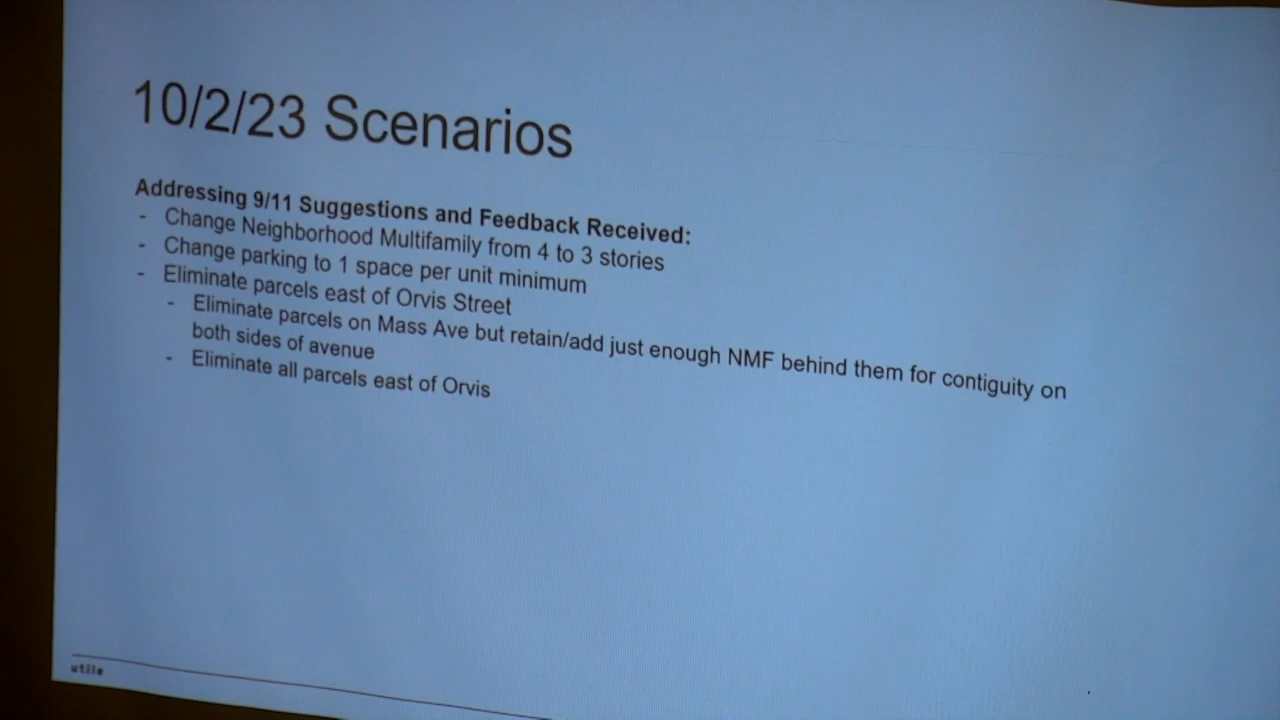 10/2/23 Scenarios
Addressing 9/11 Suggestions and Feedback Received:
- Change Neighborhood Multifamily from 4 to 3 stories
- Change parking to 1 space per unit minimum
- Eliminate parcels east of Orvis Street
- Eliminate parcels on Mass Ave but retain/add just enough NMF behind them for contiguity on
both sides of avenue
- Eliminate all parcels east of Orvis
utile